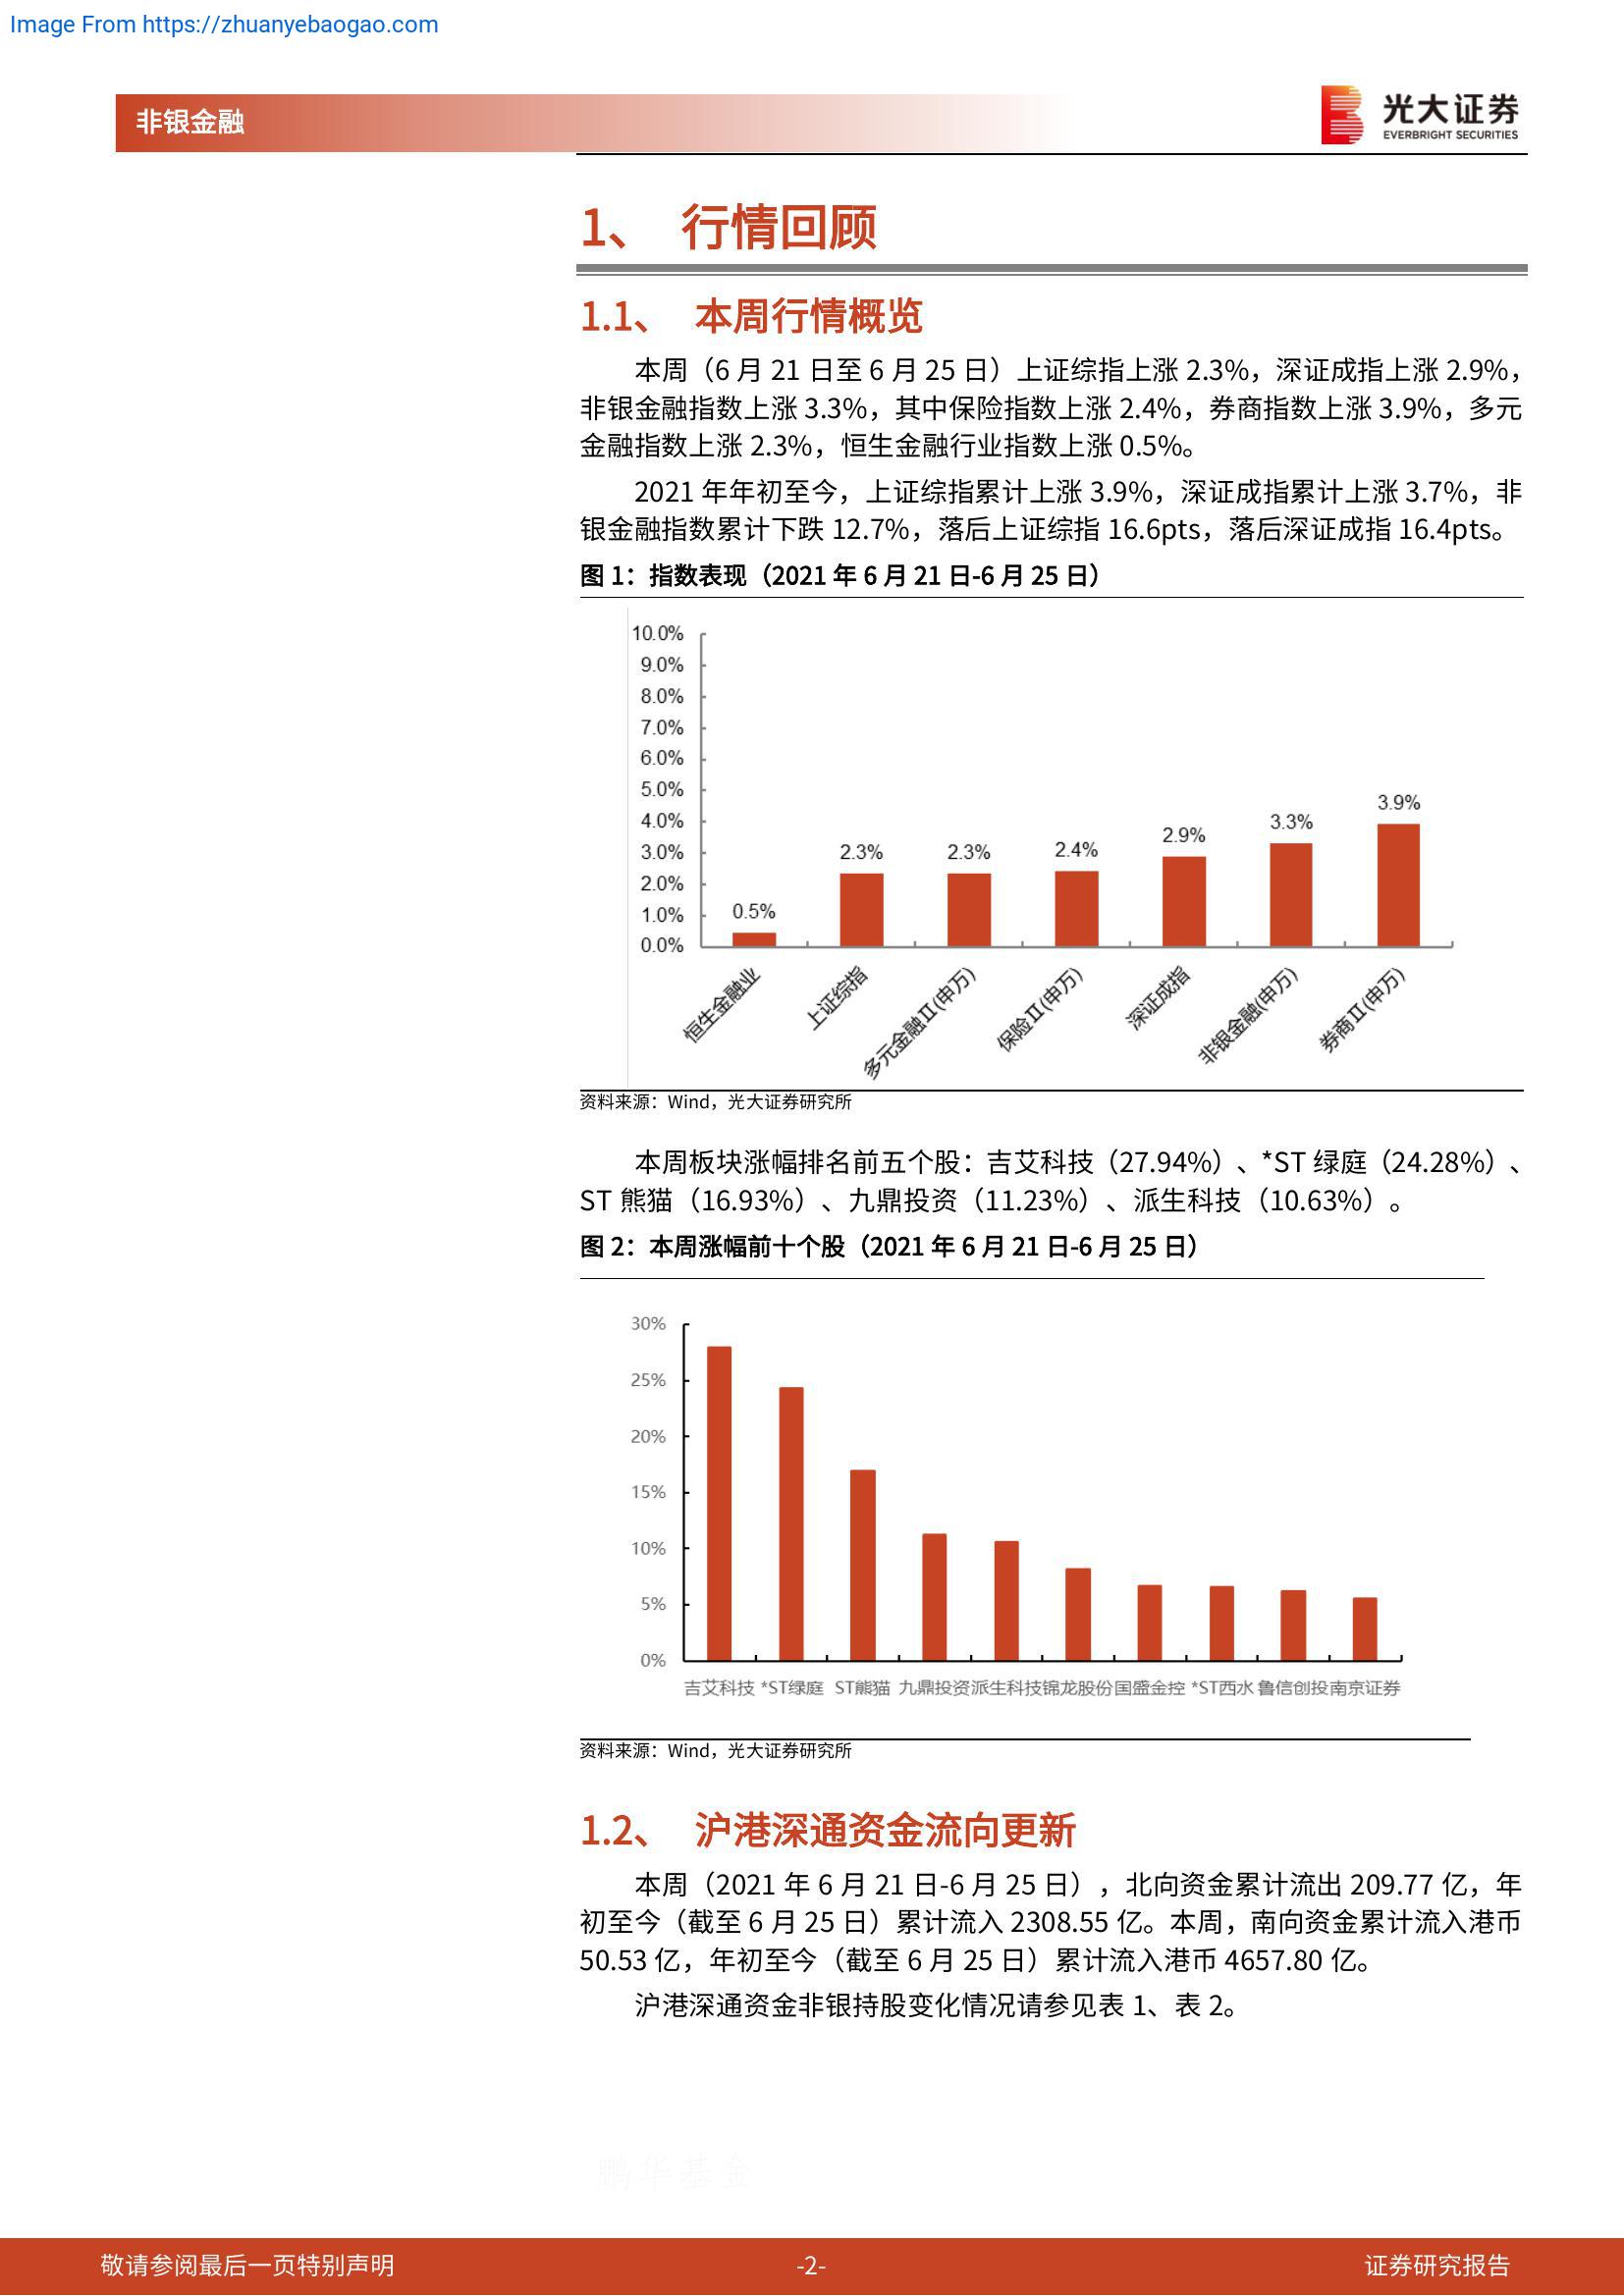 Image From https://zhuanyebaogao.com
非银金融
光大证券
EVERBRIGHT SECURITIES
1、 行情回顾
1.1、 本周行情概览
本周（6 月 21 日至 6 月 25 日）上证综指上涨 2.3%，深证成指上涨 2.9%，
非银金融指数上涨 3.3%，其中保险指数上涨 2.4%，券商指数上涨 3.9%，多元
金融指数上涨 2.3%，恒生金融行业指数上涨 0.5%。
2021 年年初至今，上证综指累计上涨 3.9%，深证成指累计上涨 3.7%，非
银金融指数累计下跌 12.7%，落后上证综指 16.6pts，落后深证成指 16.4pts。
图 1：指数表现（2021 年 6 月 21 日-6 月 25 日）
10.0%
9.0%
8.0%
7.0%
6.0%
5.0%
4.0%
3.0%
2.0%
1.0%
0.0%
0.5%
2.3%
2.3%
2.4%
2.9%
3.3%
3.9%
恒生金融业
上证综指
多元金融Ⅱ(申万)
保险Ⅱ(申万)
深证成指
非银金融(申万)
券商Ⅱ(申万)
资料来源：Wind，光大证券研究所
本周板块涨幅排名前五个股：吉艾科技（27.94%）、*ST 绿庭（24.28%）、
ST 熊猫（16.93%）、九鼎投资（11.23%）、派生科技（10.63%）。
图 2：本周涨幅前十个股（2021 年 6 月 21 日-6 月 25 日）
30%
25%
20%
15%
10%
5%
0%
吉艾科技 *ST绿庭 ST熊猫 九鼎投资 派生科技 锦龙股份 国盛金控 *ST西水 鲁信创投 南京证券
资料来源：Wind，光大证券研究所
1.2、 沪港深通资金流向更新
本周（2021 年 6 月 21 日-6 月 25 日），北向资金累计流出 209.77 亿，年
初至今（截至 6 月 25 日）累计流入 2308.55 亿。本周，南向资金累计流入港币
50.53 亿，年初至今（截至 6 月 25 日）累计流入港币 4657.80 亿。
沪港深通资金非银持股变化情况请参见表 1、表 2。
鹏华基金
敬请参阅最后一页特别声明
-2-
证券研究报告